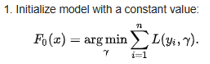 1. Initialize model with a constant value:
F₀(x) = arg min_γ ∑_{i=1}^{n} L(yᵢ, γ).